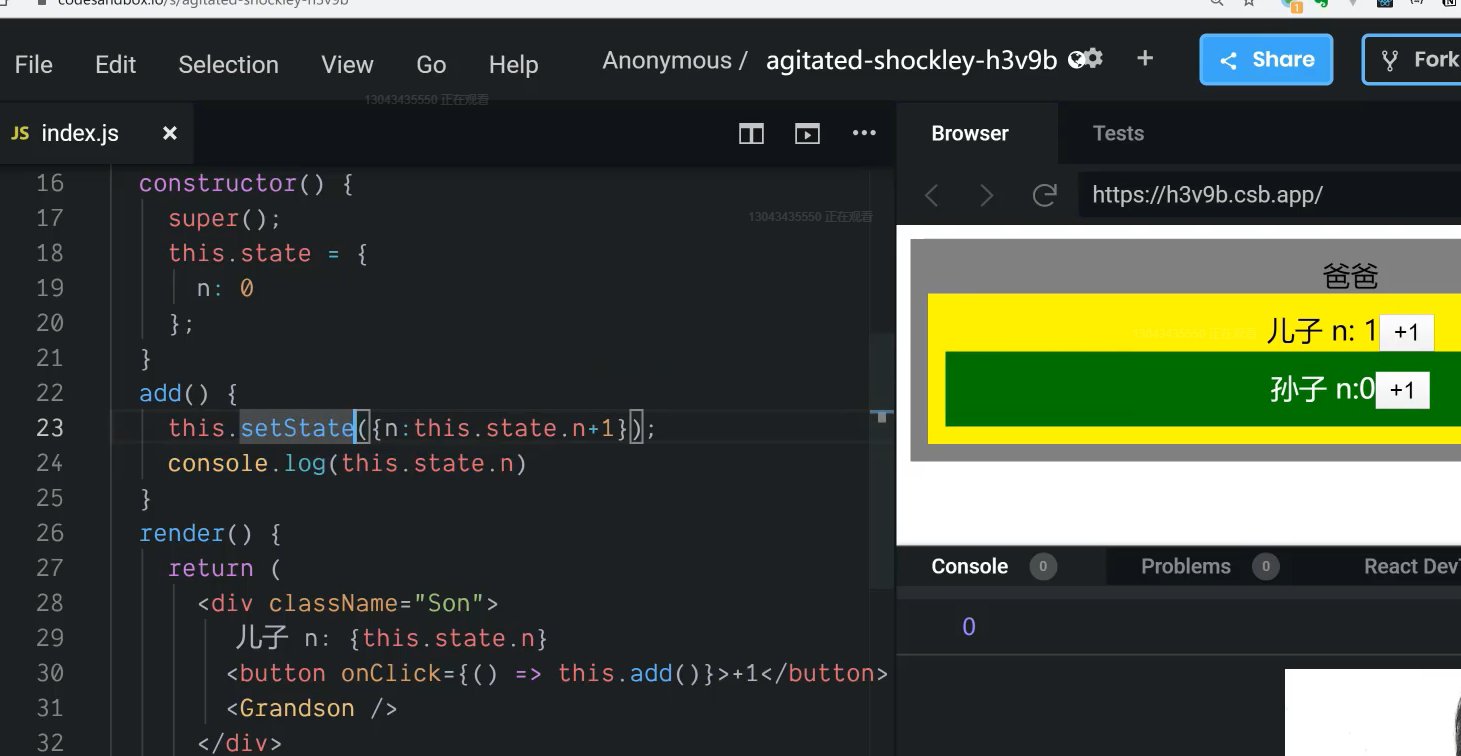 codesandbox.io/s/agitated-shockley-h3v9b
File Edit Selection View Go Help Anonymous / agitated-shockley-h3v9b + Share Fork
13043435550 正在观看
JS index.js × ••• Browser Tests
https://h3v9b.csb.app/
13043435550 正在观看
16 constructor() {
17 super();
18 this.state = {
19 n: 0
20 };
21 }
22 add() {
23 this.setState({n:this.state.n+1});
24 console.log(this.state.n)
25 }
26 render() {
27 return (
28 <div className="Son">
29 儿子 n: {this.state.n}
30 <button onClick={() => this.add()}>+1</button>
31 <Grandson />
32 </div>
爸爸
儿子 n: 1 +1
13043435550 正在观看
孙子 n:0 +1
Console 0 Problems 0 React Dev
0